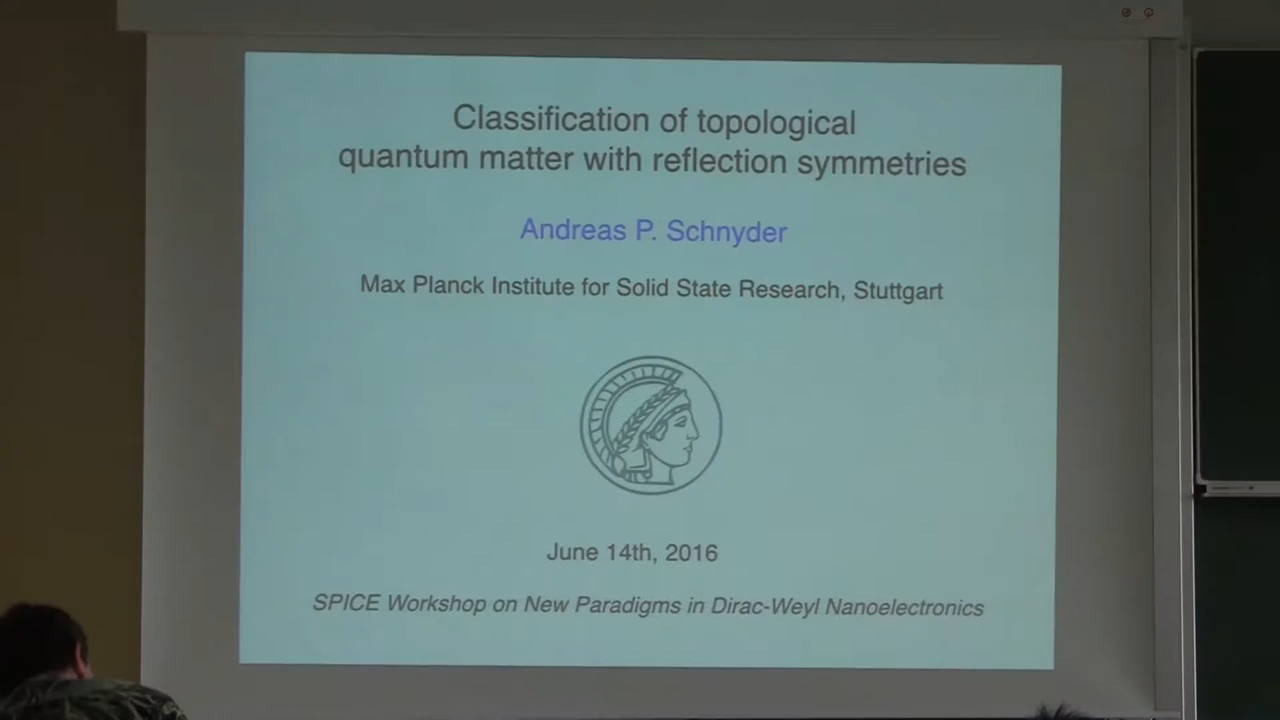 Classification of topological
quantum matter with reflection symmetries
Andreas P. Schnyder
Max Planck Institute for Solid State Research, Stuttgart
June 14th, 2016
SPICE Workshop on New Paradigms in Dirac-Weyl Nanoelectronics